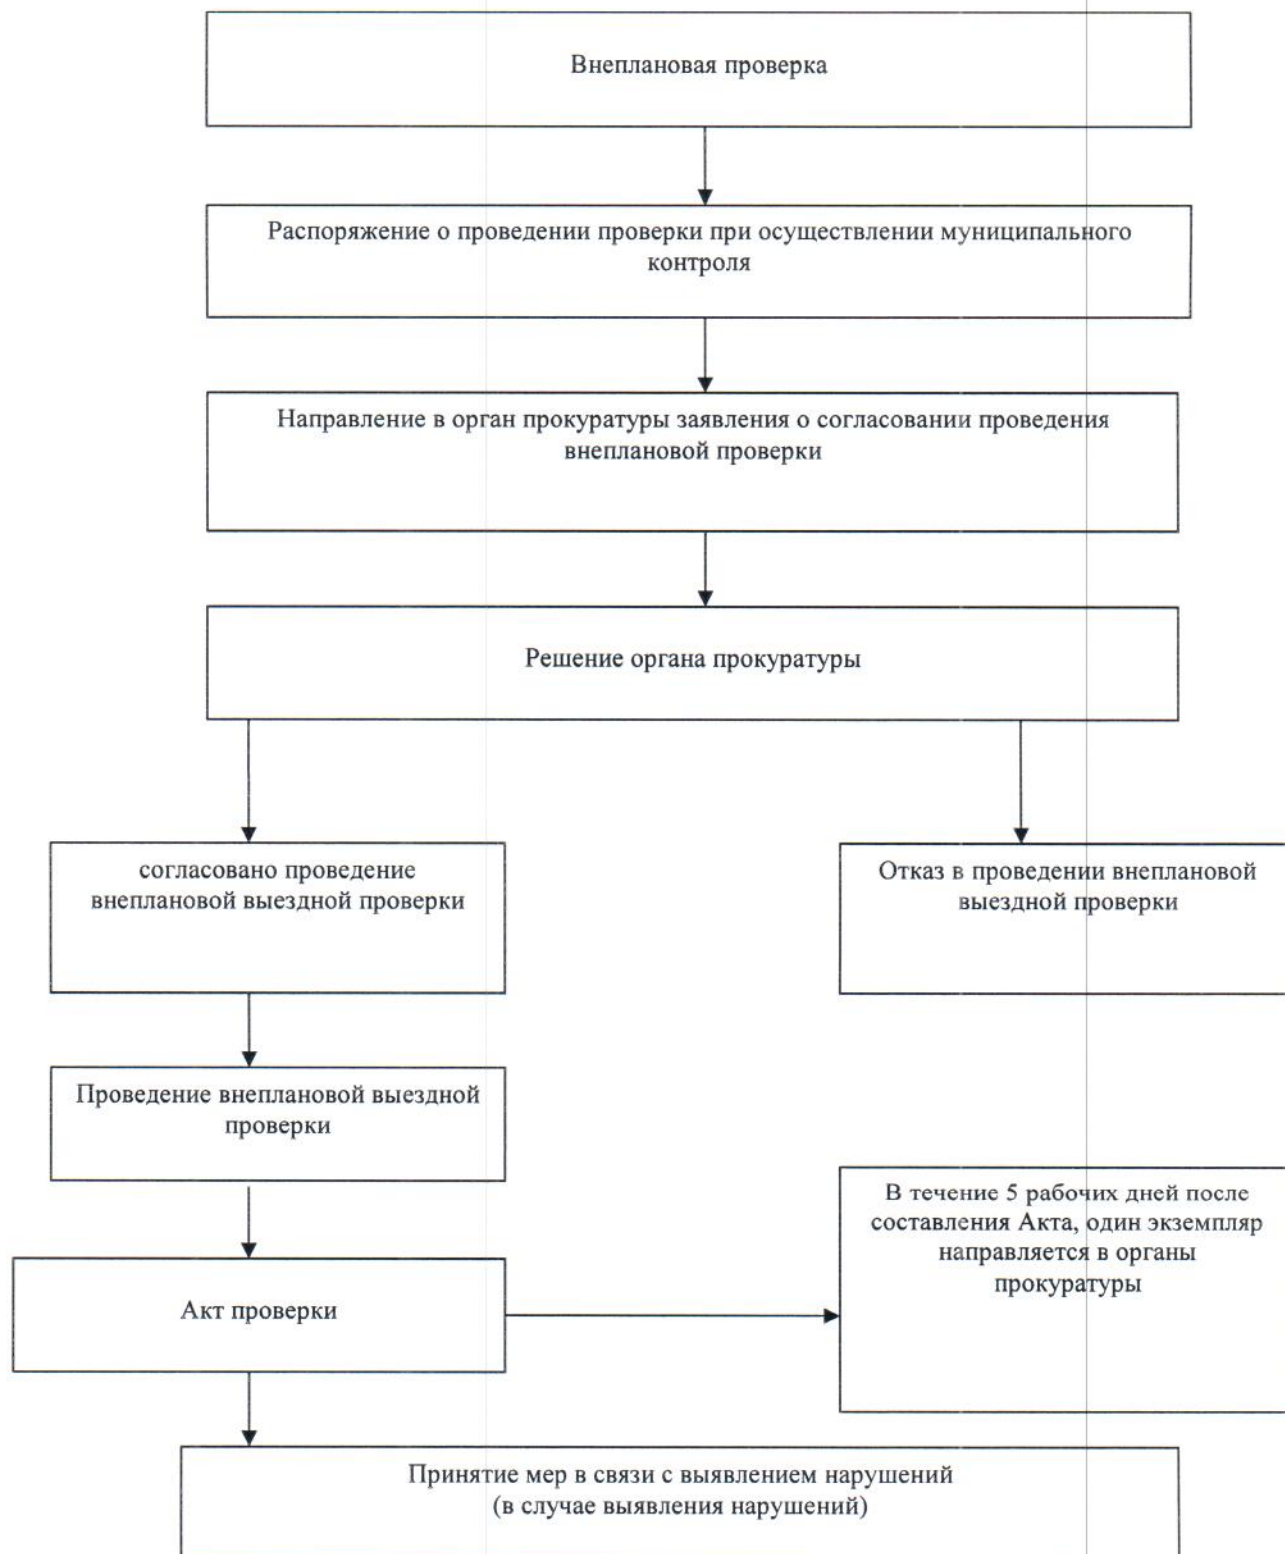 Внеплановая проверка
Распоряжение о проведении проверки при осуществлении муниципального
контроля
Направление в орган прокуратуры заявления о согласовании проведения
внеплановой проверки
Решение органа прокуратуры
согласовано проведение
внеплановой выездной проверки
Отказ в проведении внеплановой
выездной проверки
Проведение внеплановой выездной
проверки
В течение 5 рабочих дней после
составления Акта, один экземпляр
направляется в органы
прокуратуры
Акт проверки
Принятие мер в связи с выявлением нарушений
(в случае выявления нарушений)